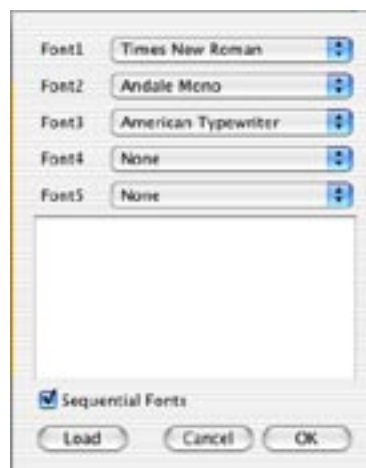 Font1 Times New Roman
Font2 Andale Mono
Font3 American Typewriter
Font4 None
Font5 None
Sequential Fonts
Load Cancel OK